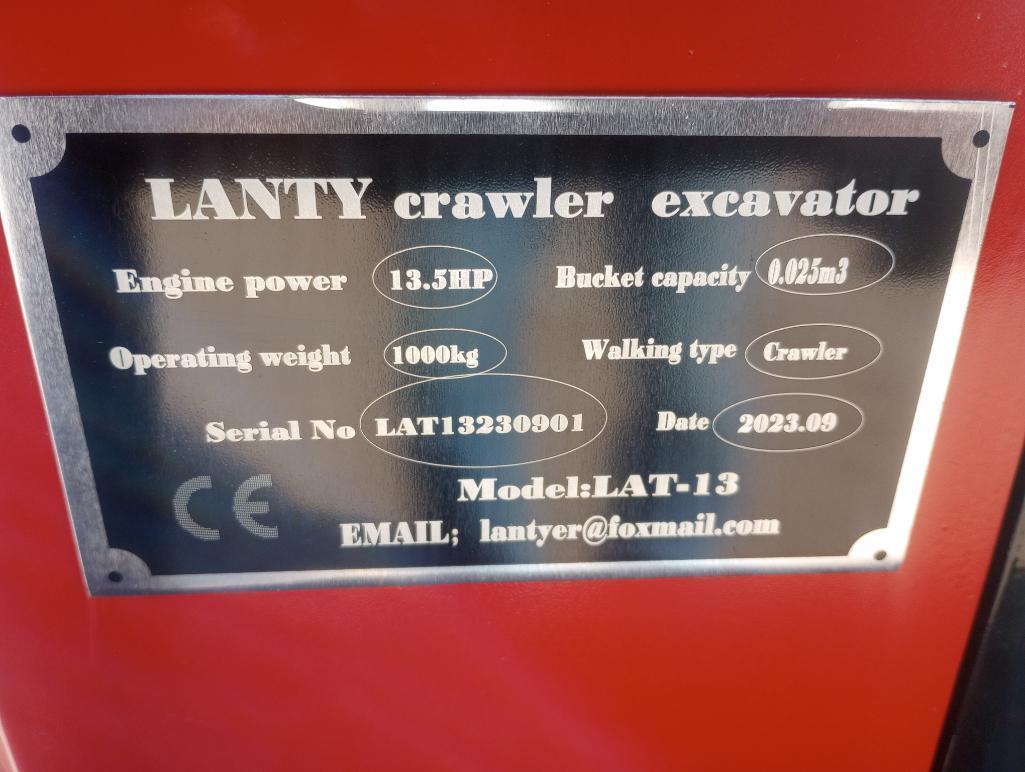 LANTY crawler excavator
Engine power 13.5HP Bucket capacity 0.025m3
Operating weight 1000kg Walking type Crawler
Serial No LAT13230901 Date 2023.09
CE Model:LAT-13
EMAIL; lantyer@foxmail.com